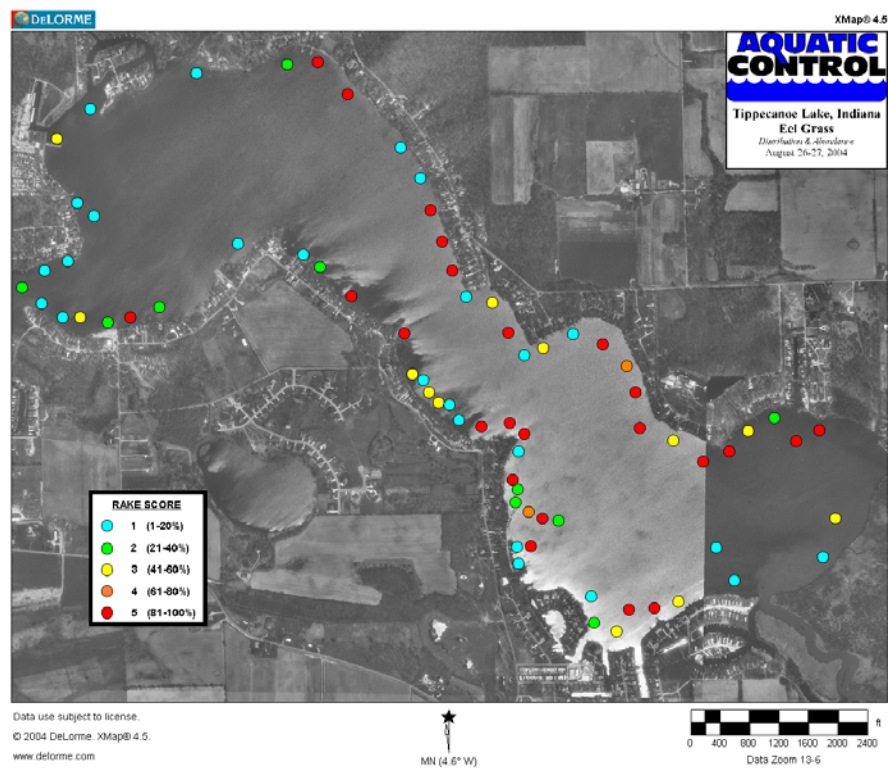 DELORME
XMap® 4.5
AQUATIC
CONTROL
Tippecanoe Lake, Indiana
Eel Grass
Distribution & Abundance
August 26-27, 2004
RAKE SCORE
1 (1-20%)
2 (21-40%)
3 (41-60%)
4 (61-80%)
5 (81-100%)
Data use subject to license.
© 2004 DeLorme. XMap® 4.5.
www.delorme.com
MN (4.6° W)
ft
0 400 800 1200 1600 2000 2400
Data Zoom 13-6